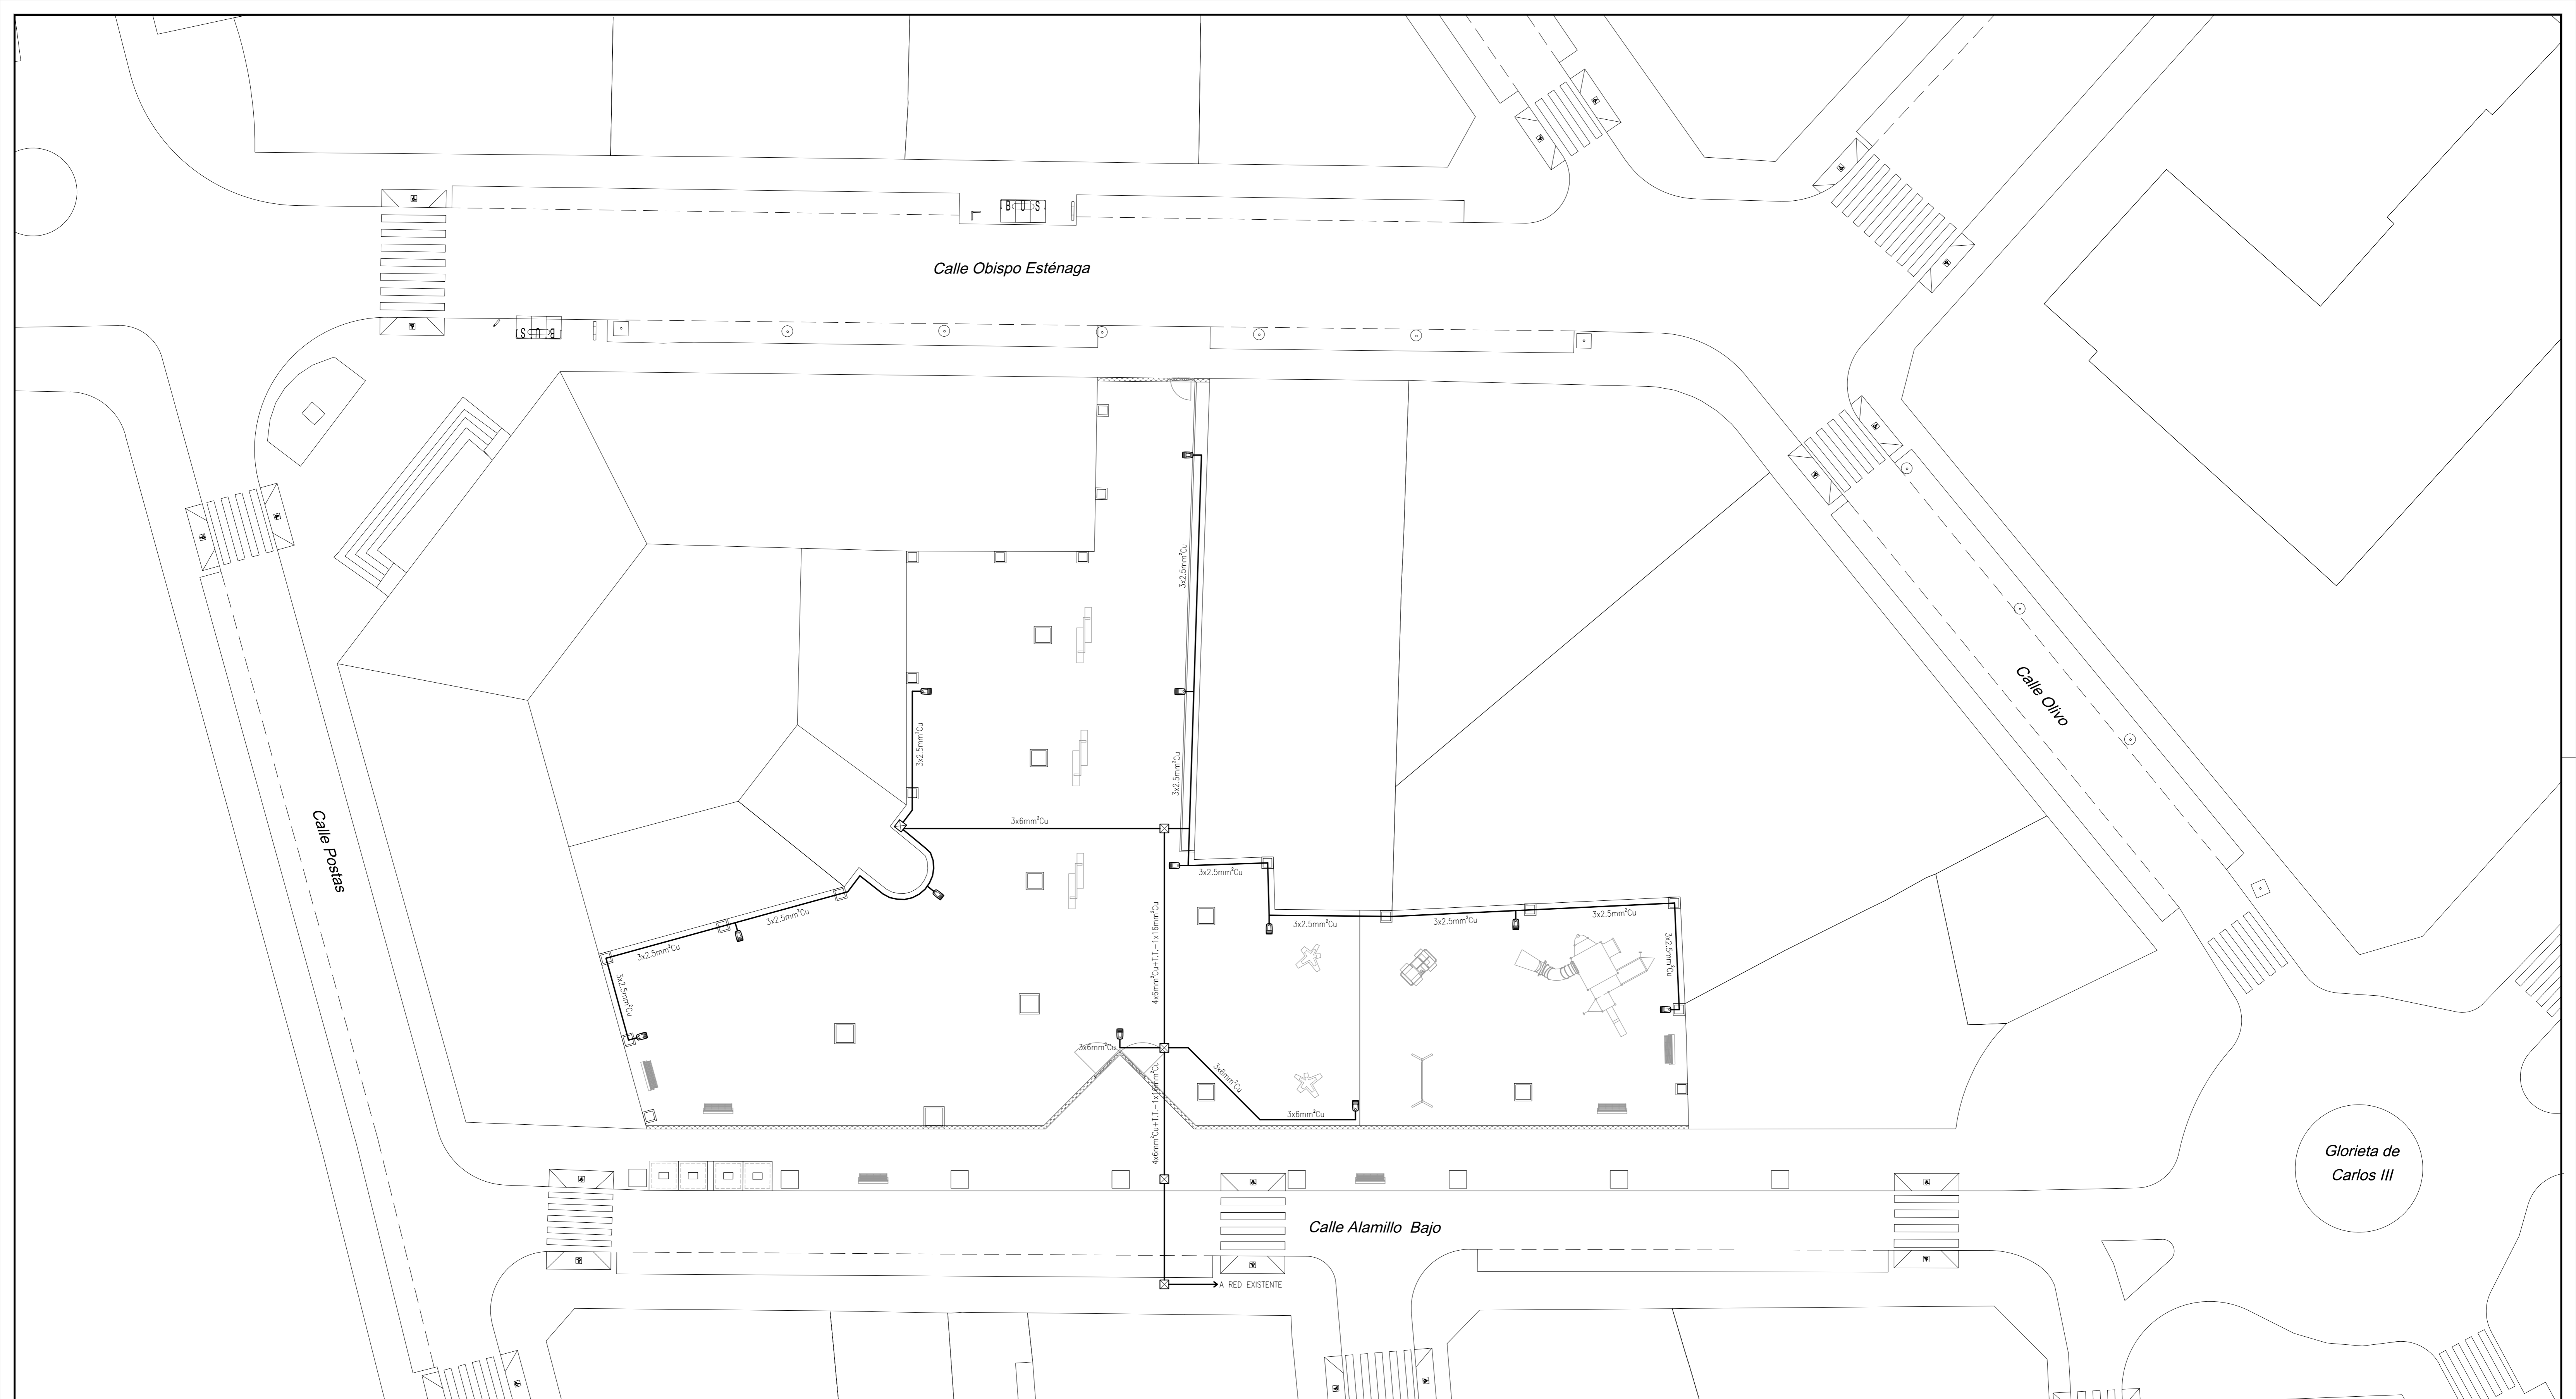 BUS
Calle Obispo Esténaga
BUS
3x2.5mm²Cu
Calle Olivo
3x2.5mm²Cu
3x2.5mm²Cu
Calle Postas
3x6mm²Cu
3x2.5mm²Cu
3x2.5mm²Cu
3x2.5mm²Cu
3x2.5mm²Cu
3x2.5mm²Cu
3x2.5mm²Cu
3x2.5mm²Cu
4x6mm²Cu+T.T.-1x16mm²Cu
3x2.5mm²Cu
3x2.5mm²Cu
3x6mm²Cu
3x6mm²Cu
3x6mm²Cu
4x6mm²Cu+T.T.-1x16mm²Cu
Glorieta de
Carlos III
Calle Alamillo Bajo
A RED EXISTENTE